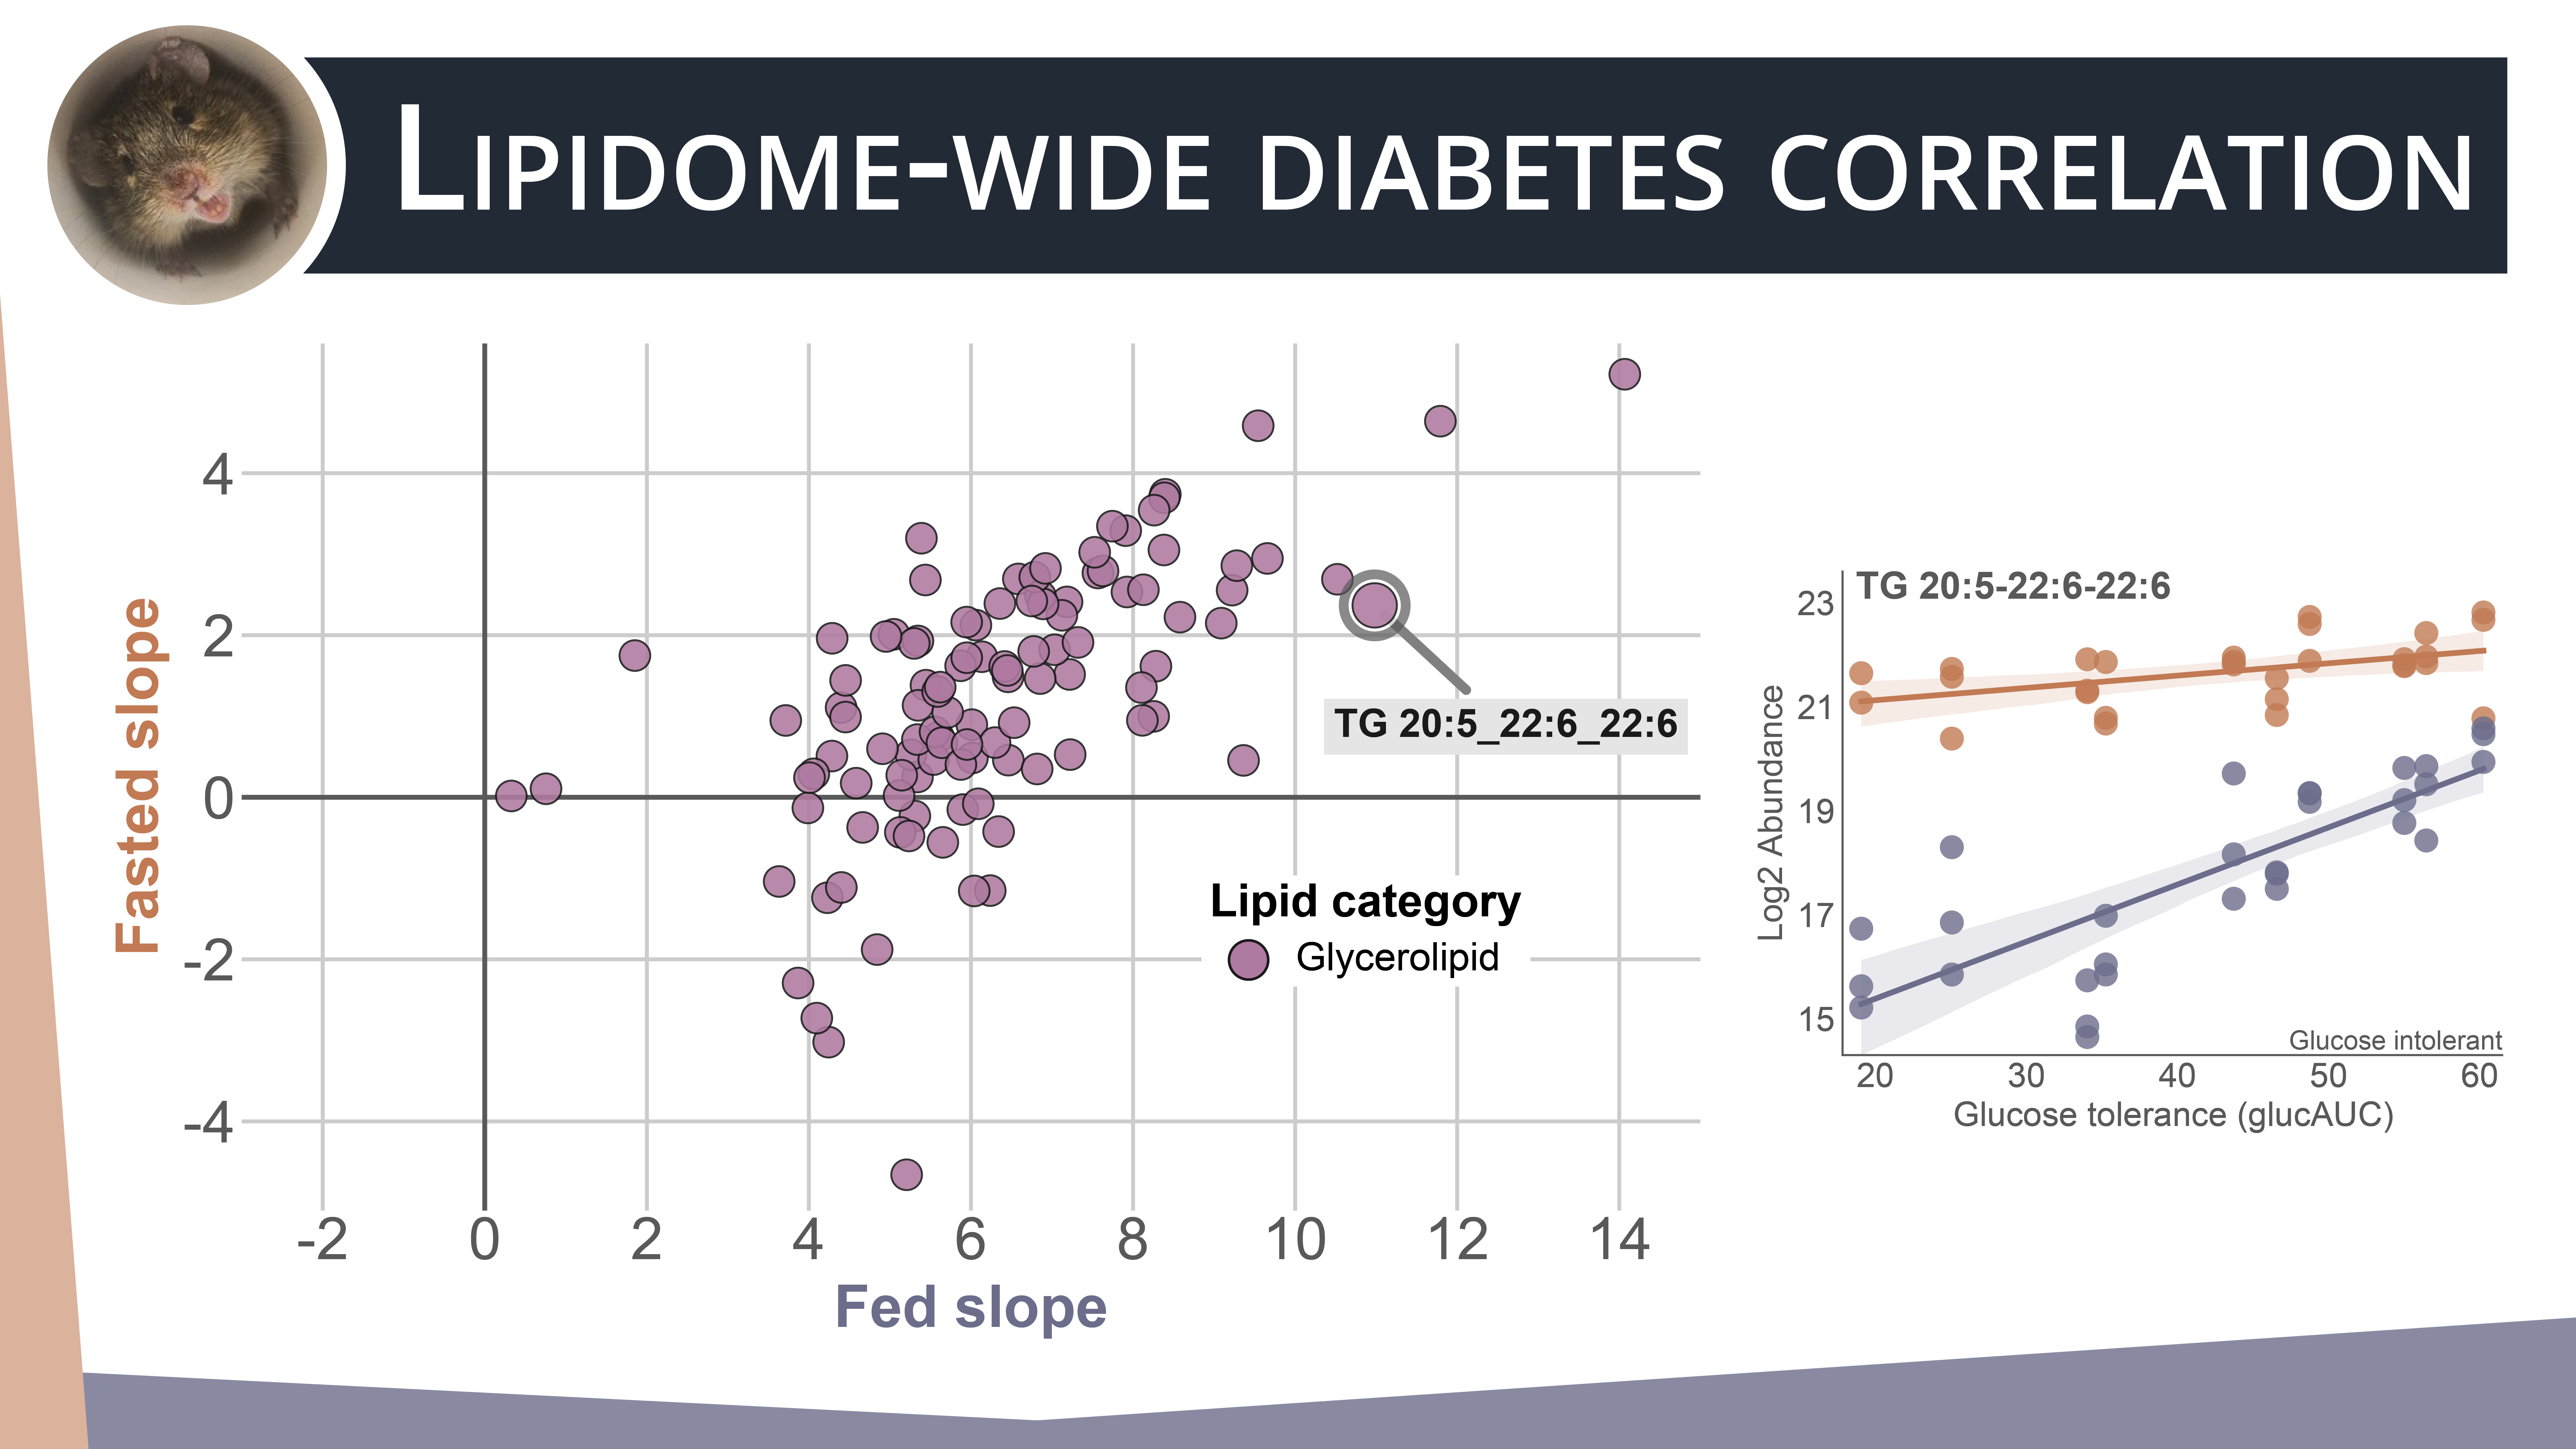 Lipidome-wide diabetes correlation
Fasted slope
4
2
0
-2
-4
-2 0 2 4 6 8 10 12 14
Fed slope
TG 20:5_22:6_22:6
Lipid category
Glycerolipid
TG 20:5-22:6-22:6
Log2 Abundance
23
21
19
17
15
Glucose intolerant
20 30 40 50 60
Glucose tolerance (glucAUC)